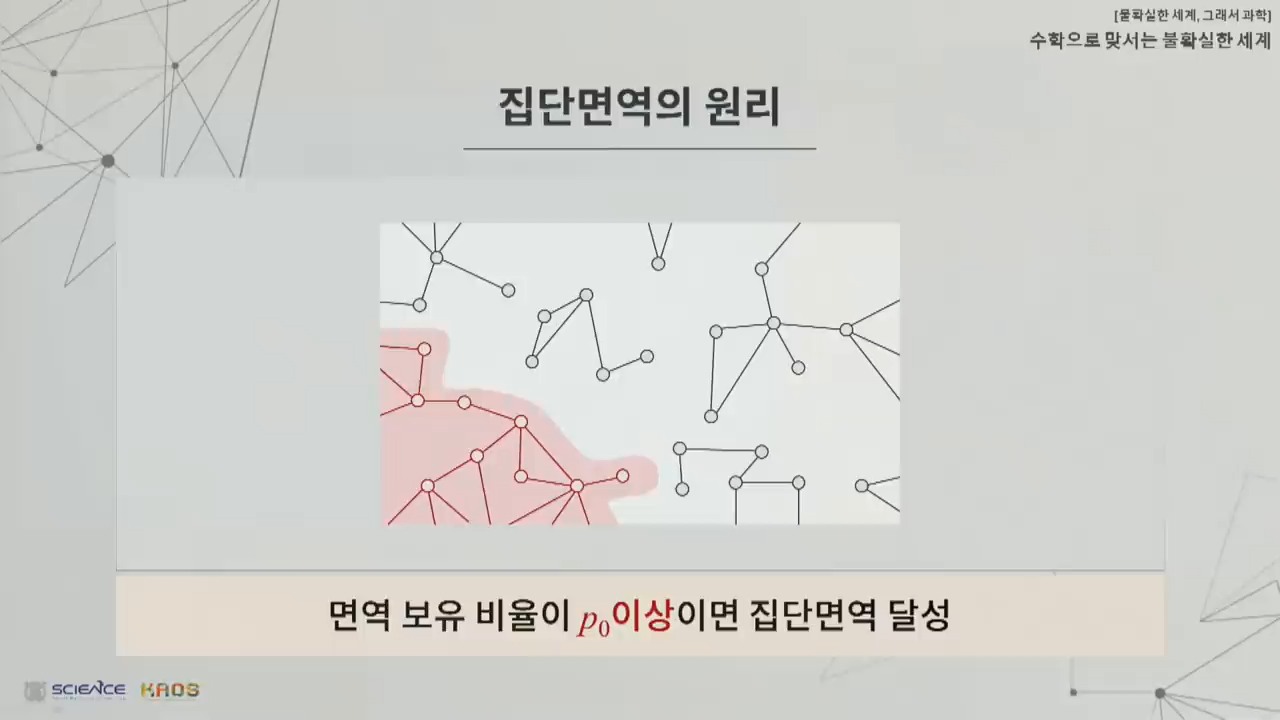 [불확실한 세계, 그래서 과학]
수학으로 맞서는 불확실한 세계
집단면역의 원리
면역 보유 비율이 p₀이상이면 집단면역 달성
SCIENCE
KAOS